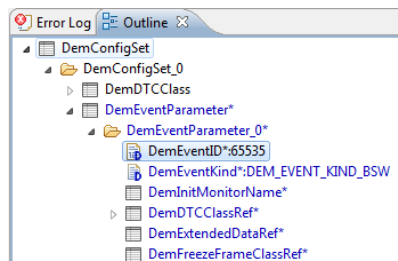 Error Log Outline
DemConfigSet
DemConfigSet_0
DemDTCClass
DemEventParameter*
DemEventParameter_0*
DemEventID*:65535
DemEventKind*:DEM_EVENT_KIND_BSW
DemInitMonitorName*
DemDTCClassRef*
DemExtendedDataRef*
DemFreezeFrameClassRef*